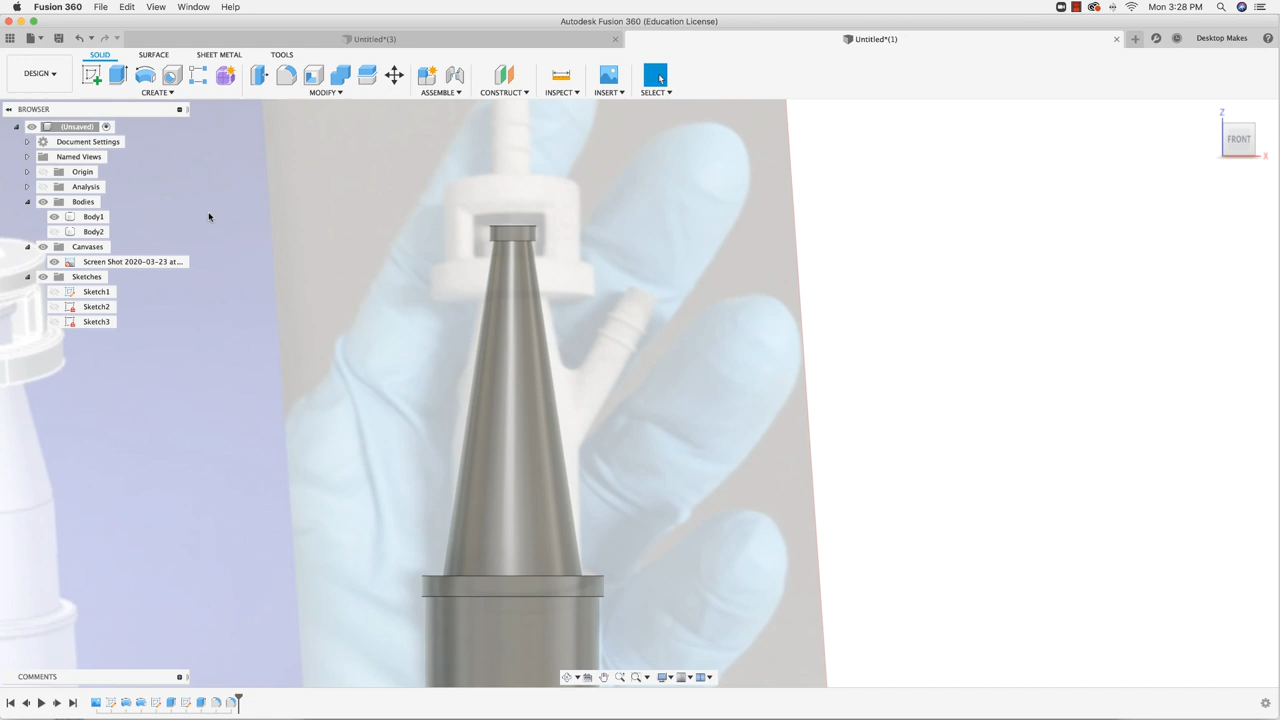 Fusion 360 File Edit View Window Help Mon 3:28 PM
Autodesk Fusion 360 (Education License)
Untitled*(3) Untitled*(1) Desktop Makes
SOLID SURFACE SHEET METAL TOOLS
DESIGN
CREATE MODIFY ASSEMBLE CONSTRUCT INSPECT INSERT SELECT
BROWSER
(Unsaved)
Document Settings
Named Views
Origin
Analysis
Bodies
Body1
Body2
Canvases
Screen Shot 2020-03-23 at...
Sketches
Sketch1
Sketch2
Sketch3
Z
FRONT
X
COMMENTS